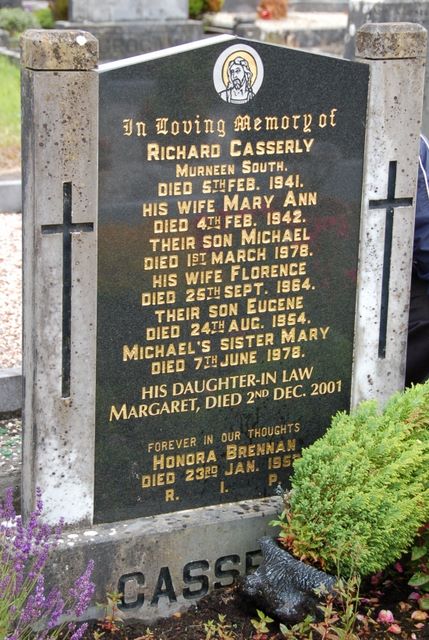 In Loving Memory of
RICHARD CASSERLY
MURNEEN SOUTH.
DIED 5TH FEB. 1941.
HIS WIFE MARY ANN
DIED 4TH FEB. 1942.
THEIR SON MICHAEL
DIED 1ST MARCH 1978.
HIS WIFE FLORENCE
DIED 25TH SEPT. 1964.
THEIR SON EUGENE
DIED 24TH AUG. 1954.
MICHAEL'S SISTER MARY
DIED 7TH JUNE 1978.
HIS DAUGHTER-IN LAW
MARGARET, DIED 2ND DEC. 2001
FOREVER IN OUR THOUGHTS
HONORA BRENNAN
DIED 23RD JAN.
R. I. P.
CASSE